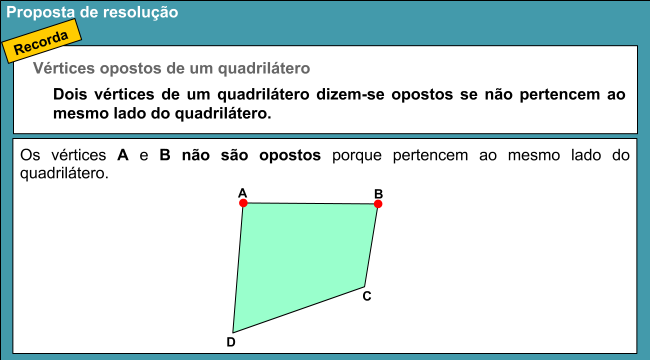 Proposta de resolução
Recorda
Vértices opostos de um quadrilátero
Dois vértices de um quadrilátero dizem-se opostos se não pertencem ao
mesmo lado do quadrilátero.
Os vértices A e B não são opostos porque pertencem ao mesmo lado do
quadrilátero.
A
B
C
D